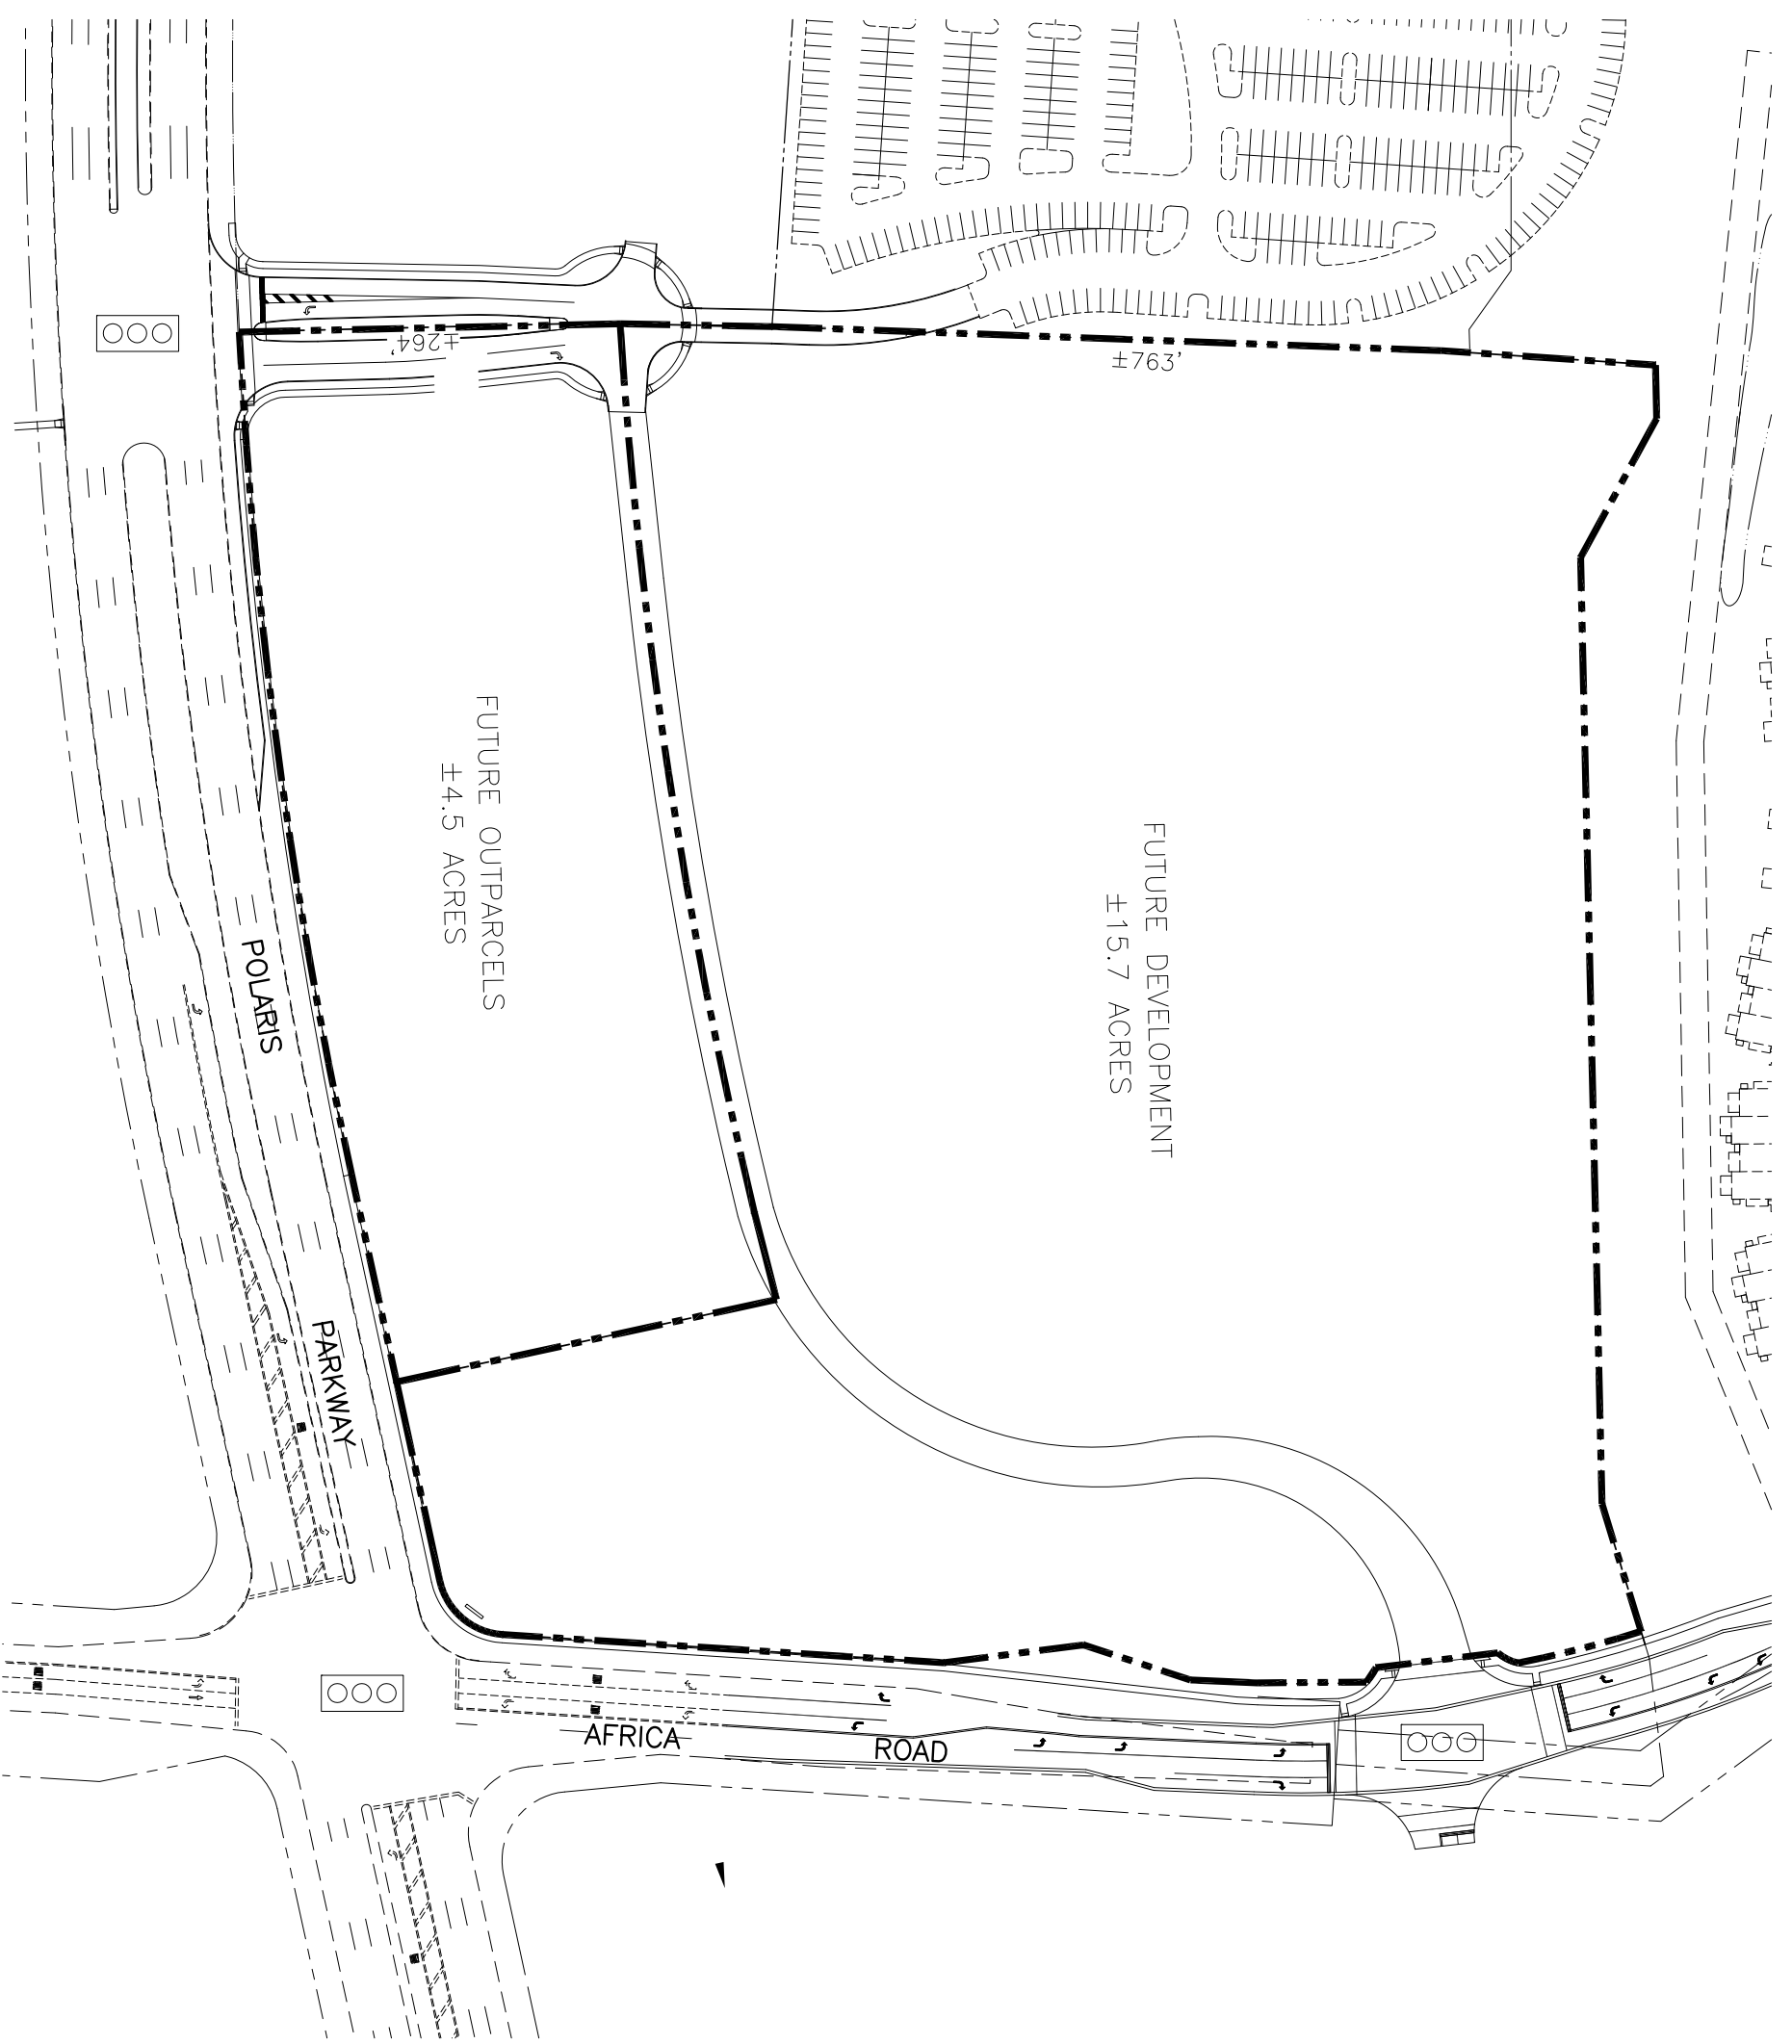 ±264'
±763'
FUTURE OUTPARCELS
±4.5 ACRES
FUTURE DEVELOPMENT
±15.7 ACRES
POLARIS
PARKWAY
AFRICA
ROAD